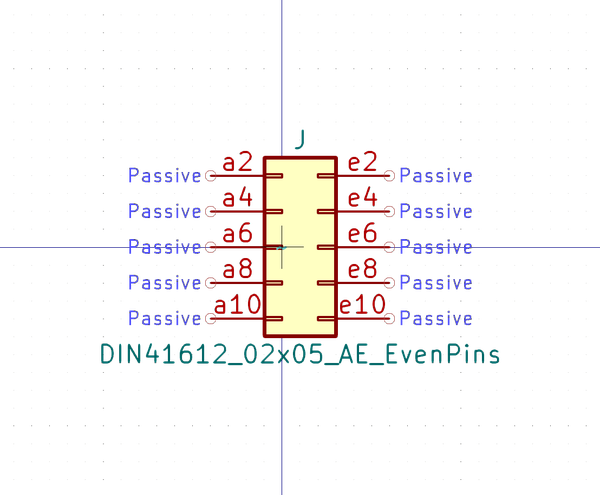 J
Passive a2 e2 Passive
Passive a4 e4 Passive
Passive a6 e6 Passive
Passive a8 e8 Passive
Passive a10 e10 Passive
DIN41612_02x05_AE_EvenPins